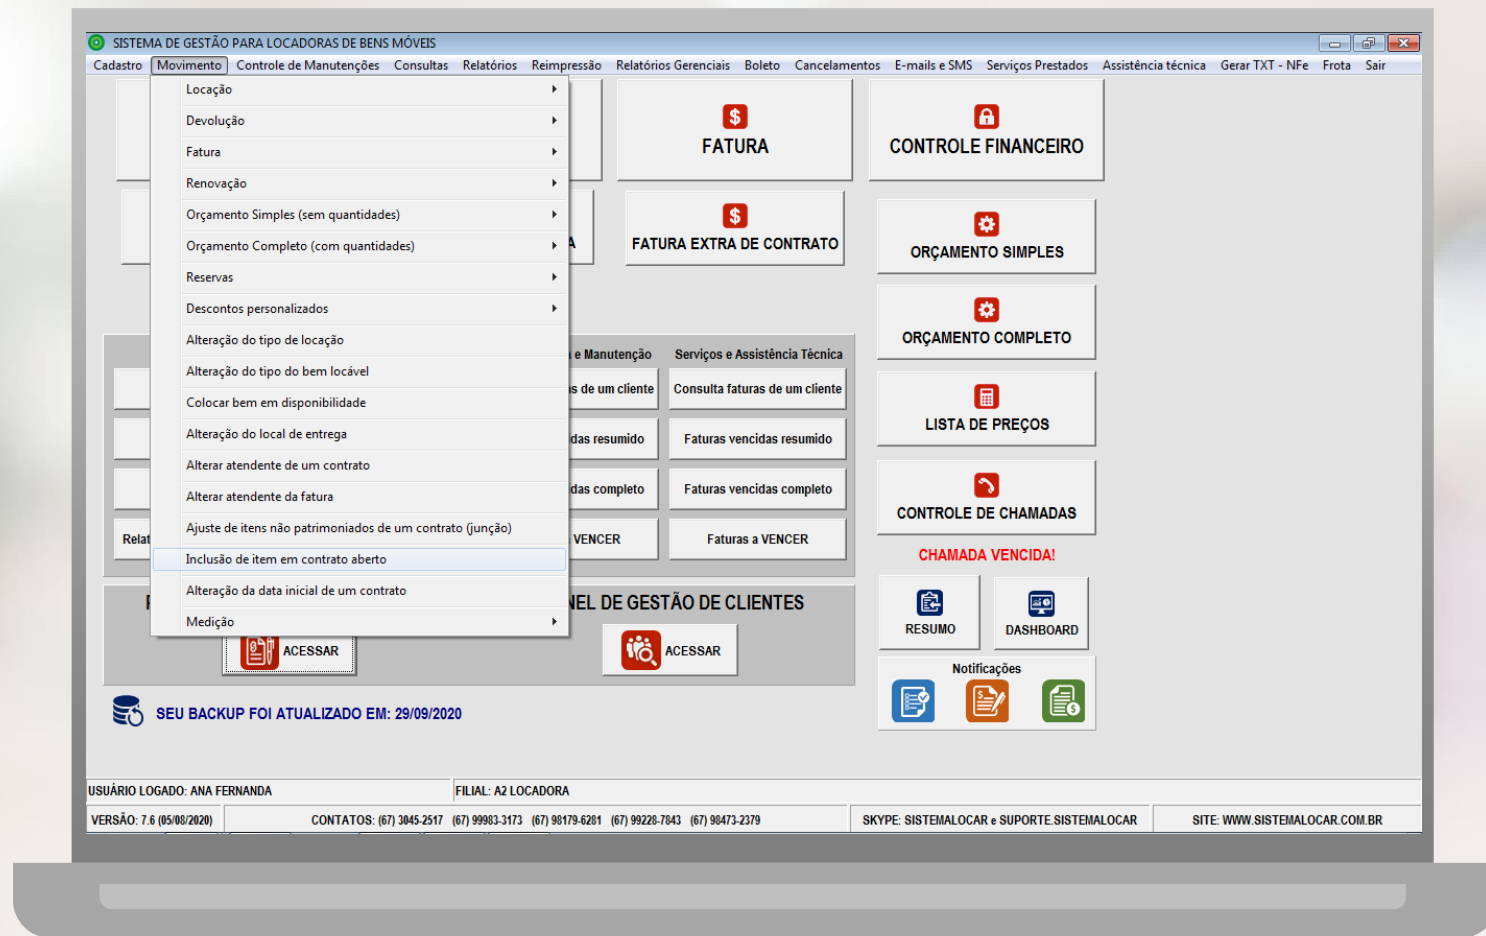 SISTEMA DE GESTÃO PARA LOCADORAS DE BENS MÓVEIS
Cadastro Movimento Controle de Manutenções Consultas Relatórios Reimpressão Relatórios Gerenciais Boleto Cancelamentos E-mails e SMS Serviços Prestados Assistência técnica Gerar TXT - NFe Frota Sair
Locação
Devolução
Fatura
Renovação
Orçamento Simples (sem quantidades)
Orçamento Completo (com quantidades)
Reservas
Descontos personalizados
Alteração do tipo de locação
Alteração do tipo do bem locável
Colocar bem em disponibilidade
Alteração do local de entrega
Alterar atendente de um contrato
Alterar atendente da fatura
Ajuste de itens não patrimoniados de um contrato (junção)
Inclusão de item em contrato aberto
Alteração da data inicial de um contrato
Medição
FATURA
CONTROLE FINANCEIRO
A
FATURA EXTRA DE CONTRATO
ORÇAMENTO SIMPLES
ORÇAMENTO COMPLETO
LISTA DE PREÇOS
CONTROLE DE CHAMADAS
CHAMADA VENCIDA!
e Manutenção Serviços e Assistência Técnica
de um cliente Consulta faturas de um cliente
das resumido Faturas vencidas resumido
das completo Faturas vencidas completo
Relat VENCER Faturas a VENCER
NEL DE GESTÃO DE CLIENTES
ACESSAR ACESSAR
RESUMO DASHBOARD
Notificações
SEU BACKUP FOI ATUALIZADO EM: 29/09/2020
USUÁRIO LOGADO: ANA FERNANDA FILIAL: A2 LOCADORA
VERSÃO: 7.6 (05/08/2020) CONTATOS: (67) 3045-2517 (67) 99983-3173 (67) 98179-6281 (67) 99228-7843 (67) 98473-2379 SKYPE: SISTEMALOCAR e SUPORTE.SISTEMALOCAR SITE: WWW.SISTEMALOCAR.COM.BR